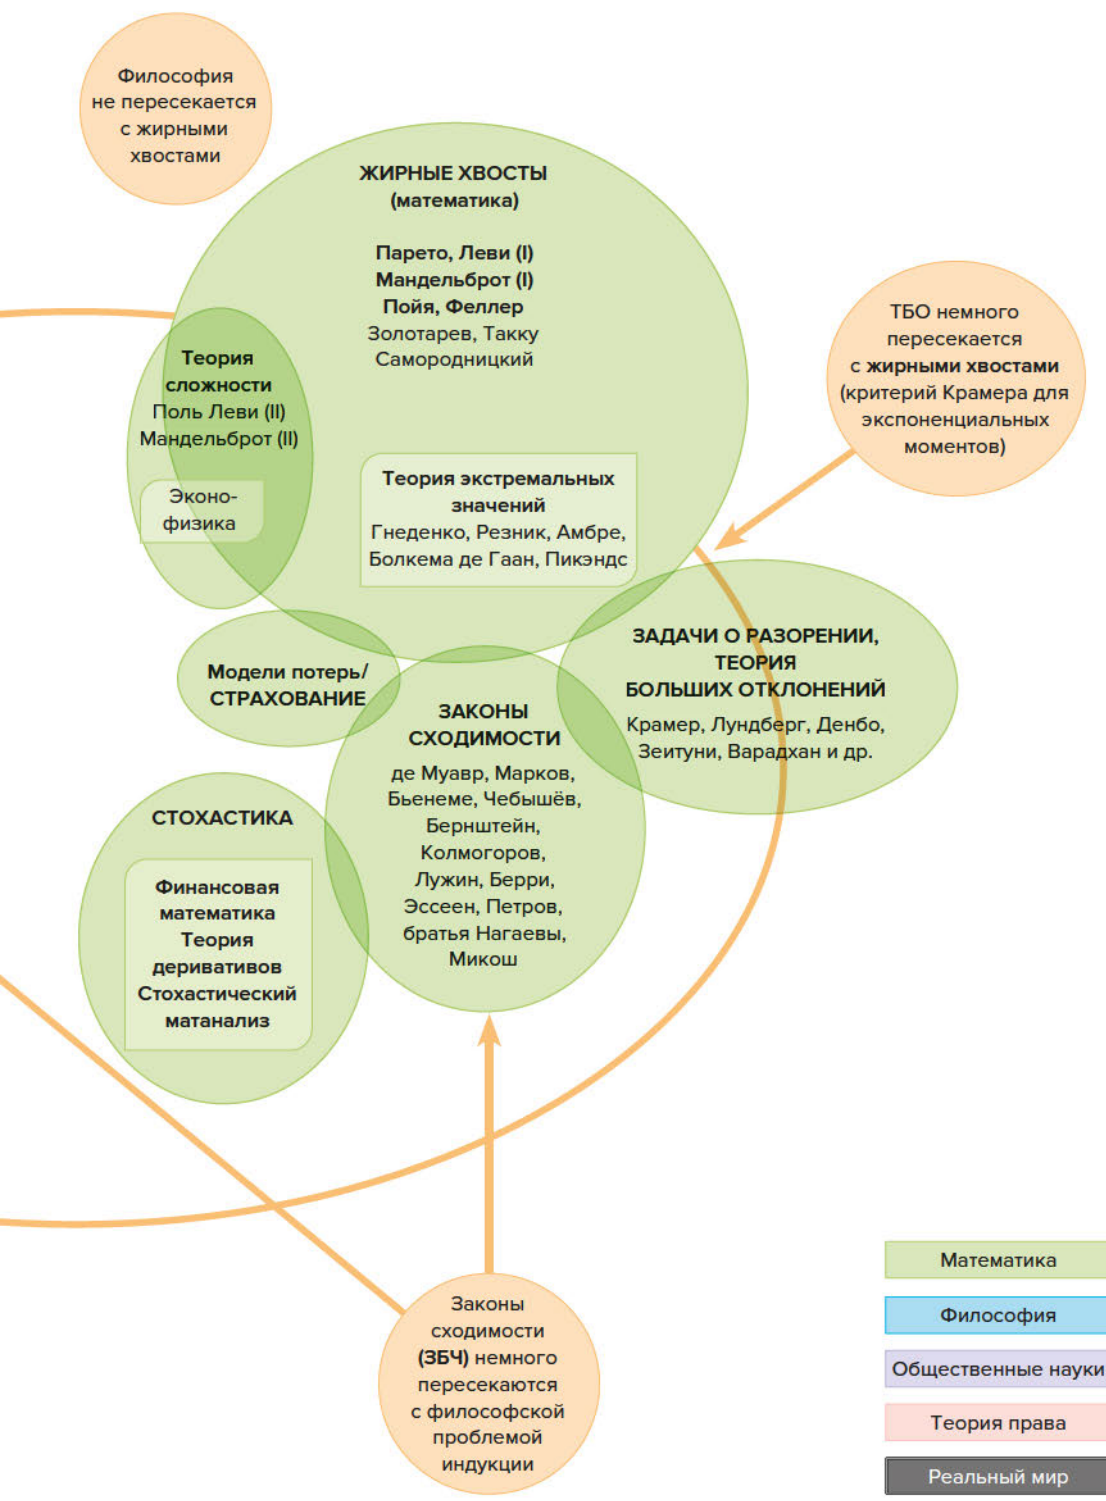 Философия
не пересекается
с жирными
хвостами
ЖИРНЫЕ ХВОСТЫ
(математика)
Парето, Леви (I)
Мандельброт (I)
Пойя, Феллер
Золотарев, Такку
Самородницкий
ТБО немного
пересекается
с жирными хвостами
(критерий Крамера для
экспоненциальных
моментов)
Теория
сложности
Поль Леви (II)
Мандельброт (II)
Эконо-
физика
Теория экстремальных
значений
Гнеденко, Резник, Амбре,
Болкема де Гаан, Пикэндс
ЗАДАЧИ О РАЗОРЕНИИ,
ТЕОРИЯ
БОЛЬШИХ ОТКЛОНЕНИЙ
Крамер, Лундберг, Денбо,
Зеитуни, Варадхан и др.
Модели потерь/
СТРАХОВАНИЕ
ЗАКОНЫ
СХОДИМОСТИ
де Муавр, Марков,
Бьенеме, Чебышёв,
Бернштейн,
Колмогоров,
Лужин, Берри,
Эссеен, Петров,
братья Нагаевы,
Микош
СТОХАСТИКА
Финансовая
математика
Теория
деривативов
Стохастический
матанализ
Законы
сходимости
(ЗБЧ) немного
пересекаются
с философской
проблемой
индукции
Математика
Философия
Общественные науки
Теория права
Реальный мир